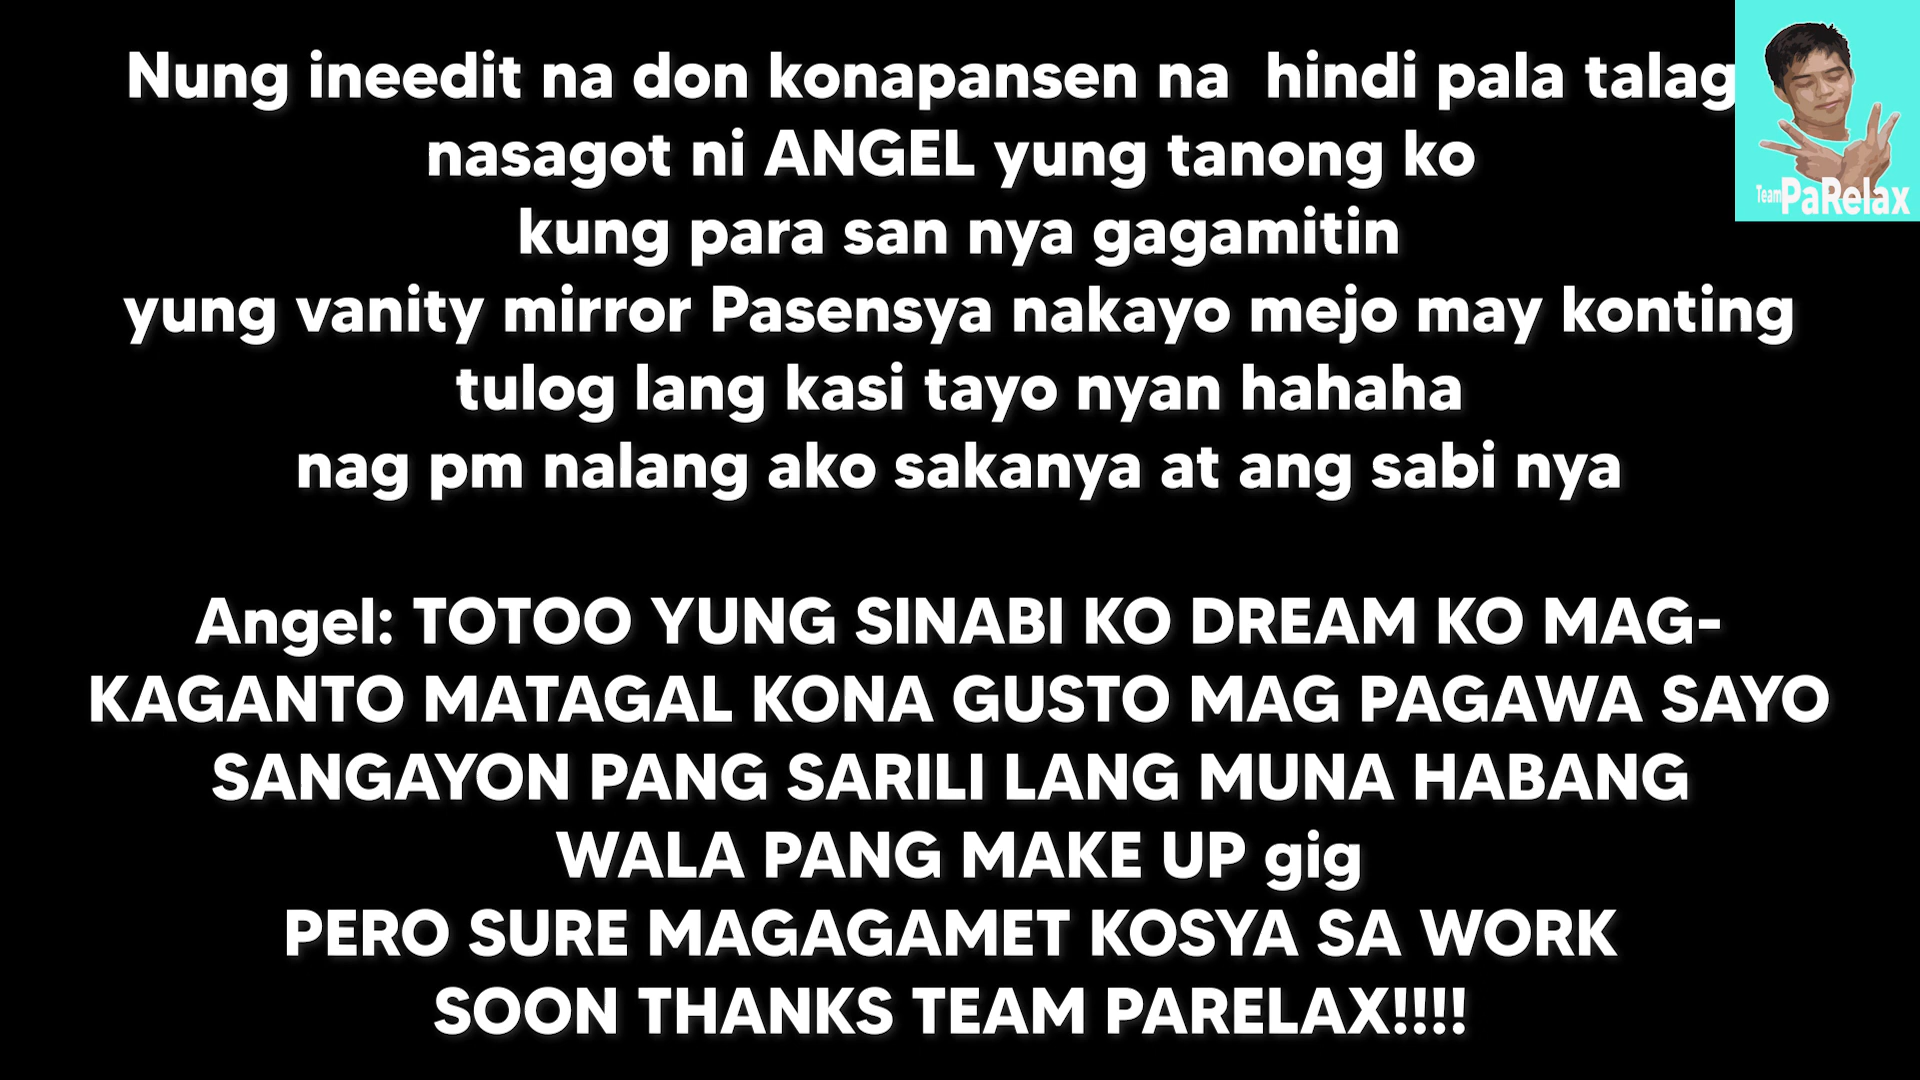 Nung ineedit na don konapansen na  hindi pala talag
nasagot ni ANGEL yung tanong ko
kung para san nya gagamitin
yung vanity mirror Pasensya nakayo mejo may konting
tulog lang kasi tayo nyan hahaha
nag pm nalang ako sakanya at ang sabi nya
Angel: TOTOO YUNG SINABI KO DREAM KO MAG-
KAGANTO MATAGAL KONA GUSTO MAG PAGAWA SAYO
SANGAYON PANG SARILI LANG MUNA HABANG
WALA PANG MAKE UP gig
PERO SURE MAGAGAMET KOSYA SA WORK
SOON THANKS TEAM PARELAX!!!!
TeamPaRelax